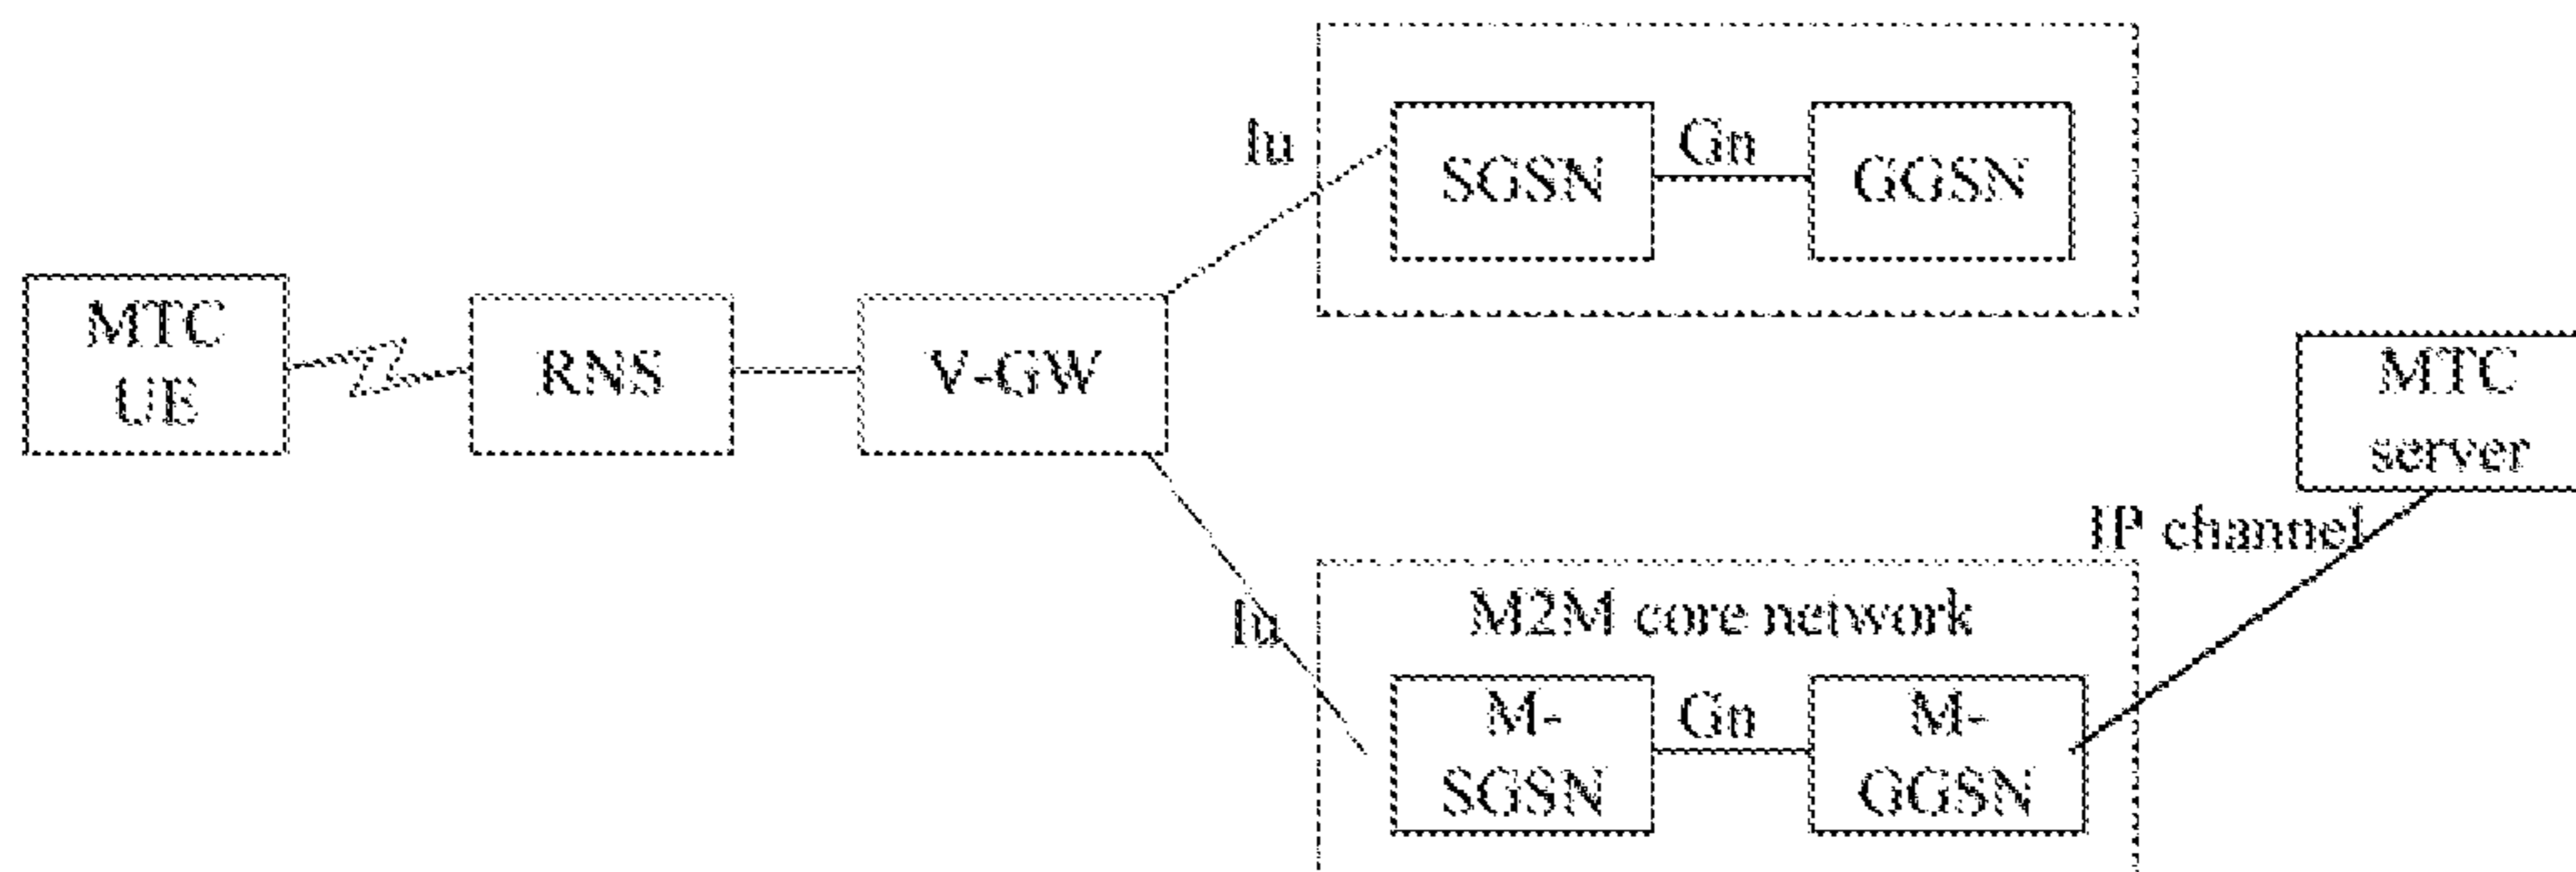 Iu
SGSN
Gn
GGSN
MTC
UE
RNS
V-GW
MTC
server
IP channel
Iu
M2M core network
M-
SGSN
Gn
M-
GGSN